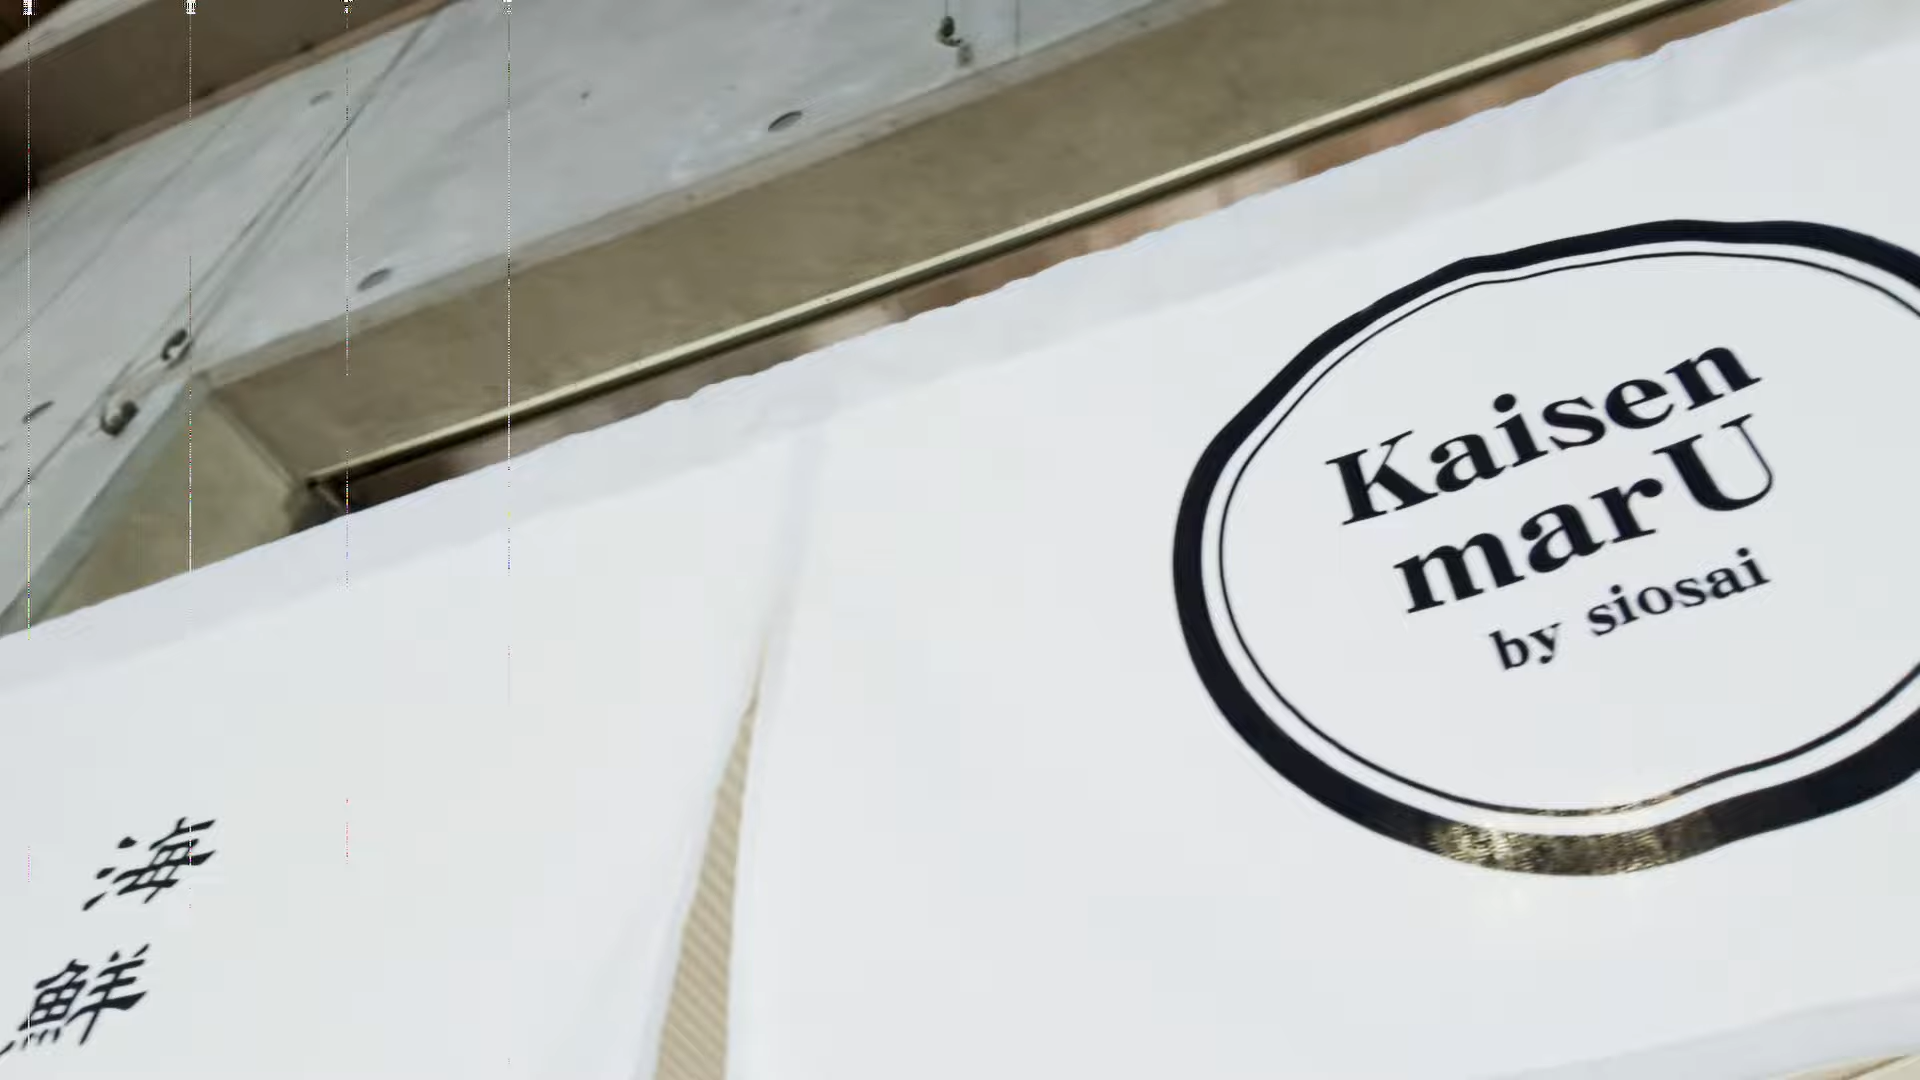 Kaisen
marU
by siosai
海
鮮